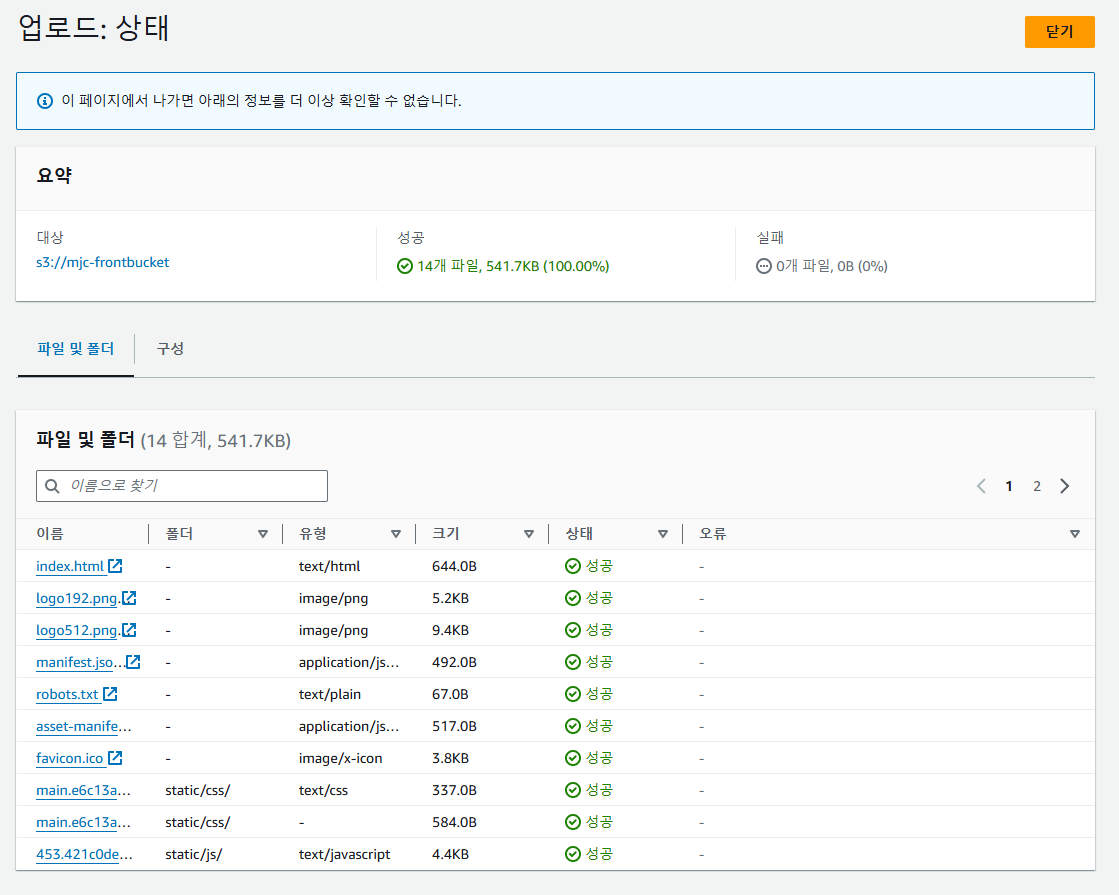 업로드: 상태
닫기
이 페이지에서 나가면 아래의 정보를 더 이상 확인할 수 없습니다.
요약
대상 성공 실패
s3://mjc-frontbucket 14개 파일, 541.7KB (100.00%) 0개 파일, 0B (0%)
파일 및 폴더 구성
파일 및 폴더 (14 합계, 541.7KB)
이름으로 찾기
1 2
이름 폴더 유형 크기 상태 오류
index.html - text/html 644.0B 성공 -
logo192.png - image/png 5.2KB 성공 -
logo512.png - image/png 9.4KB 성공 -
manifest.jso... - application/js... 492.0B 성공 -
robots.txt - text/plain 67.0B 성공 -
asset-manife... - application/js... 517.0B 성공 -
favicon.ico - image/x-icon 3.8KB 성공 -
main.e6c13a... static/css/ text/css 337.0B 성공 -
main.e6c13a... static/css/ - 584.0B 성공 -
453.421c0de... static/js/ text/javascript 4.4KB 성공 -